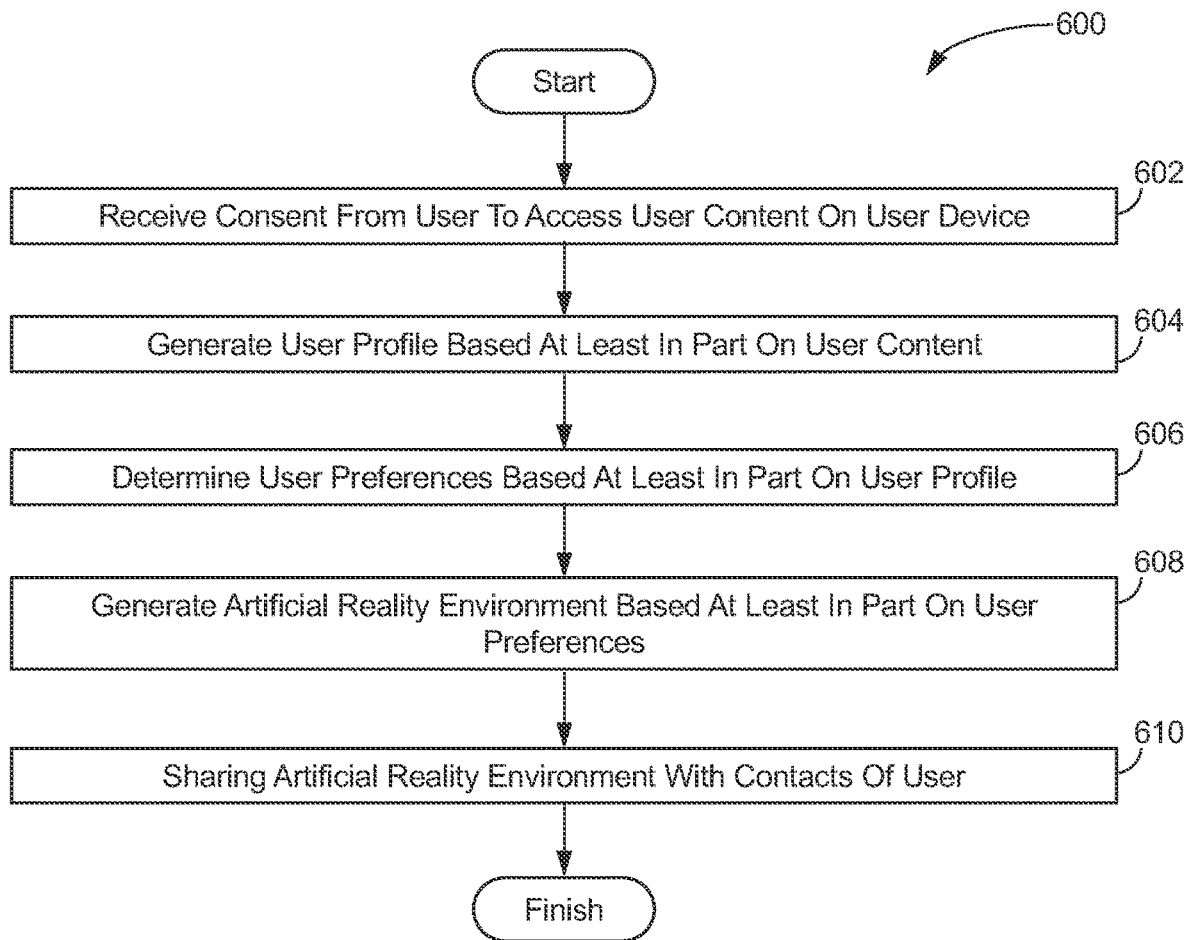 600
Start
602
Receive Consent From User To Access User Content On User Device
604
Generate User Profile Based At Least In Part On User Content
606
Determine User Preferences Based At Least In Part On User Profile
608
Generate Artificial Reality Environment Based At Least In Part On User
Preferences
610
Sharing Artificial Reality Environment With Contacts Of User
Finish